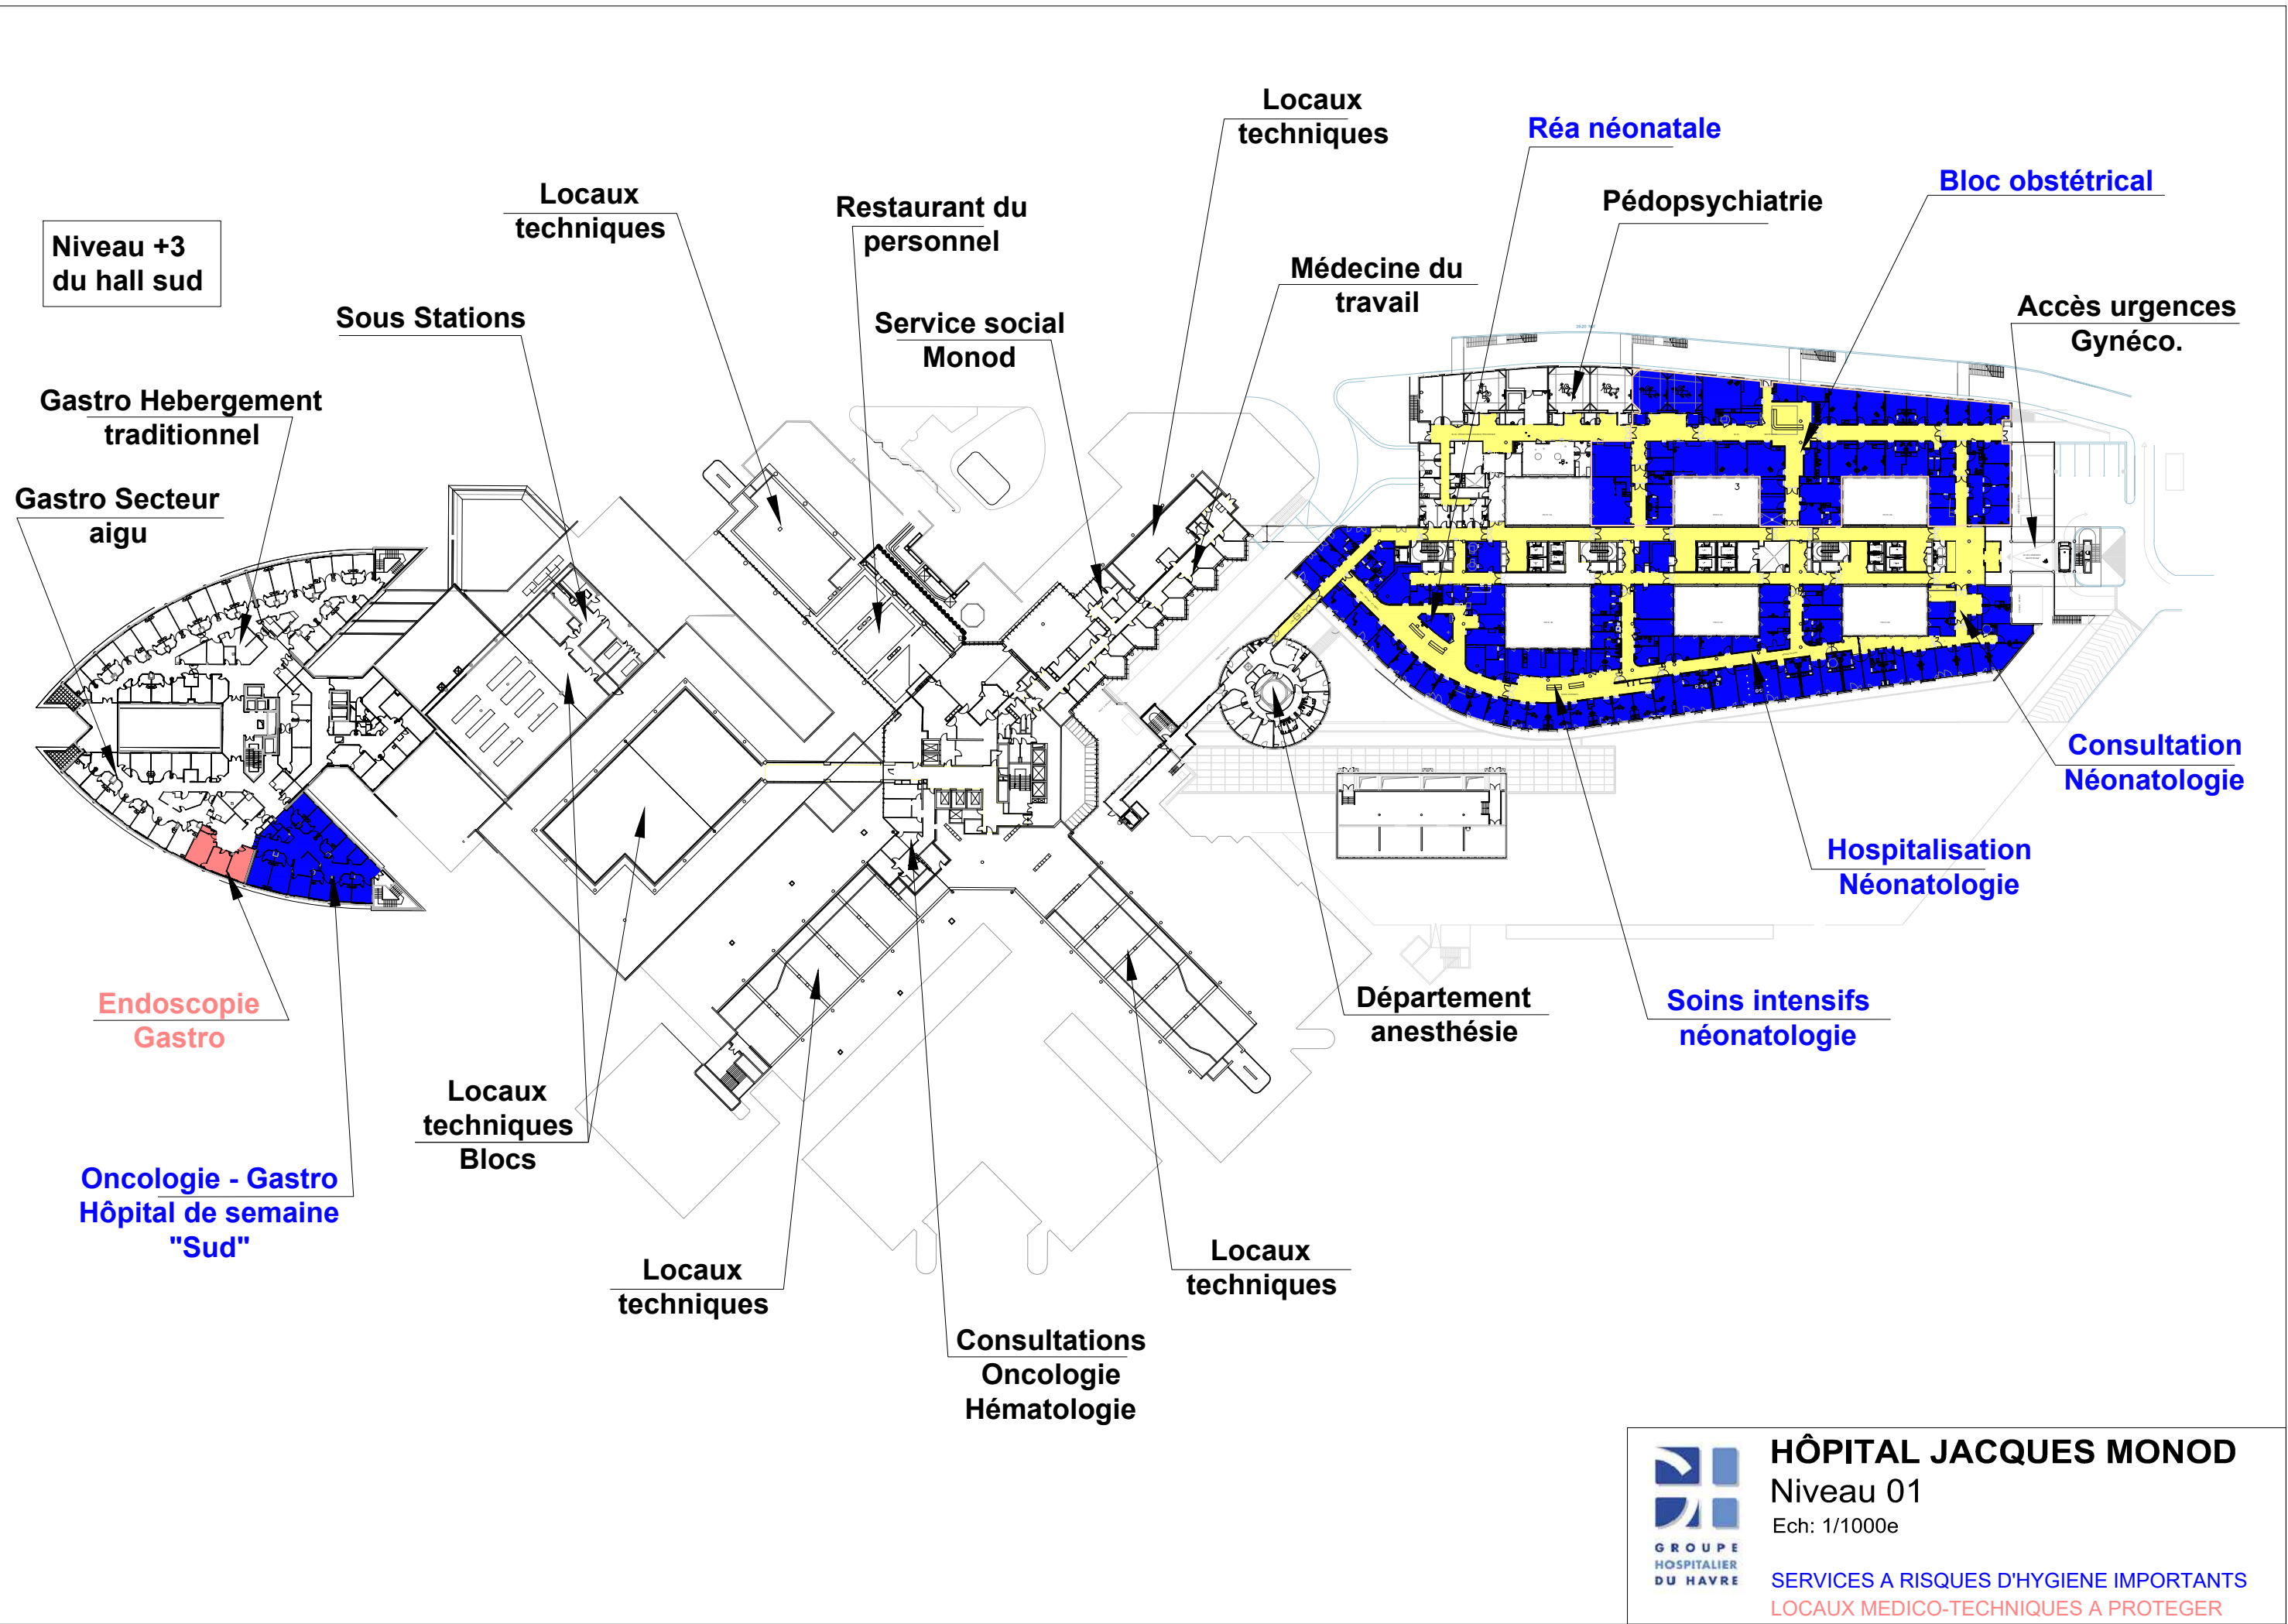 Locaux
techniques
Réa néonatale
Bloc obstétrical
Pédopsychiatrie
Locaux
techniques
Restaurant du
personnel
Niveau +3
du hall sud
Médecine du
travail
Accès urgences
Gynéco.
Sous Stations
Service social
Monod
Gastro Hebergement
traditionnel
Gastro Secteur
aigu
3
Consultation
Néonatologie
Hospitalisation
Néonatologie
Endoscopie
Gastro
Département
anesthésie
Soins intensifs
néonatologie
Locaux
techniques
Blocs
Oncologie - Gastro
Hôpital de semaine
"Sud"
Locaux
techniques
Locaux
techniques
Consultations
Oncologie
Hématologie
HÔPITAL JACQUES MONOD
Niveau 01
Ech: 1/1000e
GROUPE
HOSPITALIER
DU HAVRE
SERVICES A RISQUES D'HYGIENE IMPORTANTS
LOCAUX MEDICO-TECHNIQUES A PROTEGER